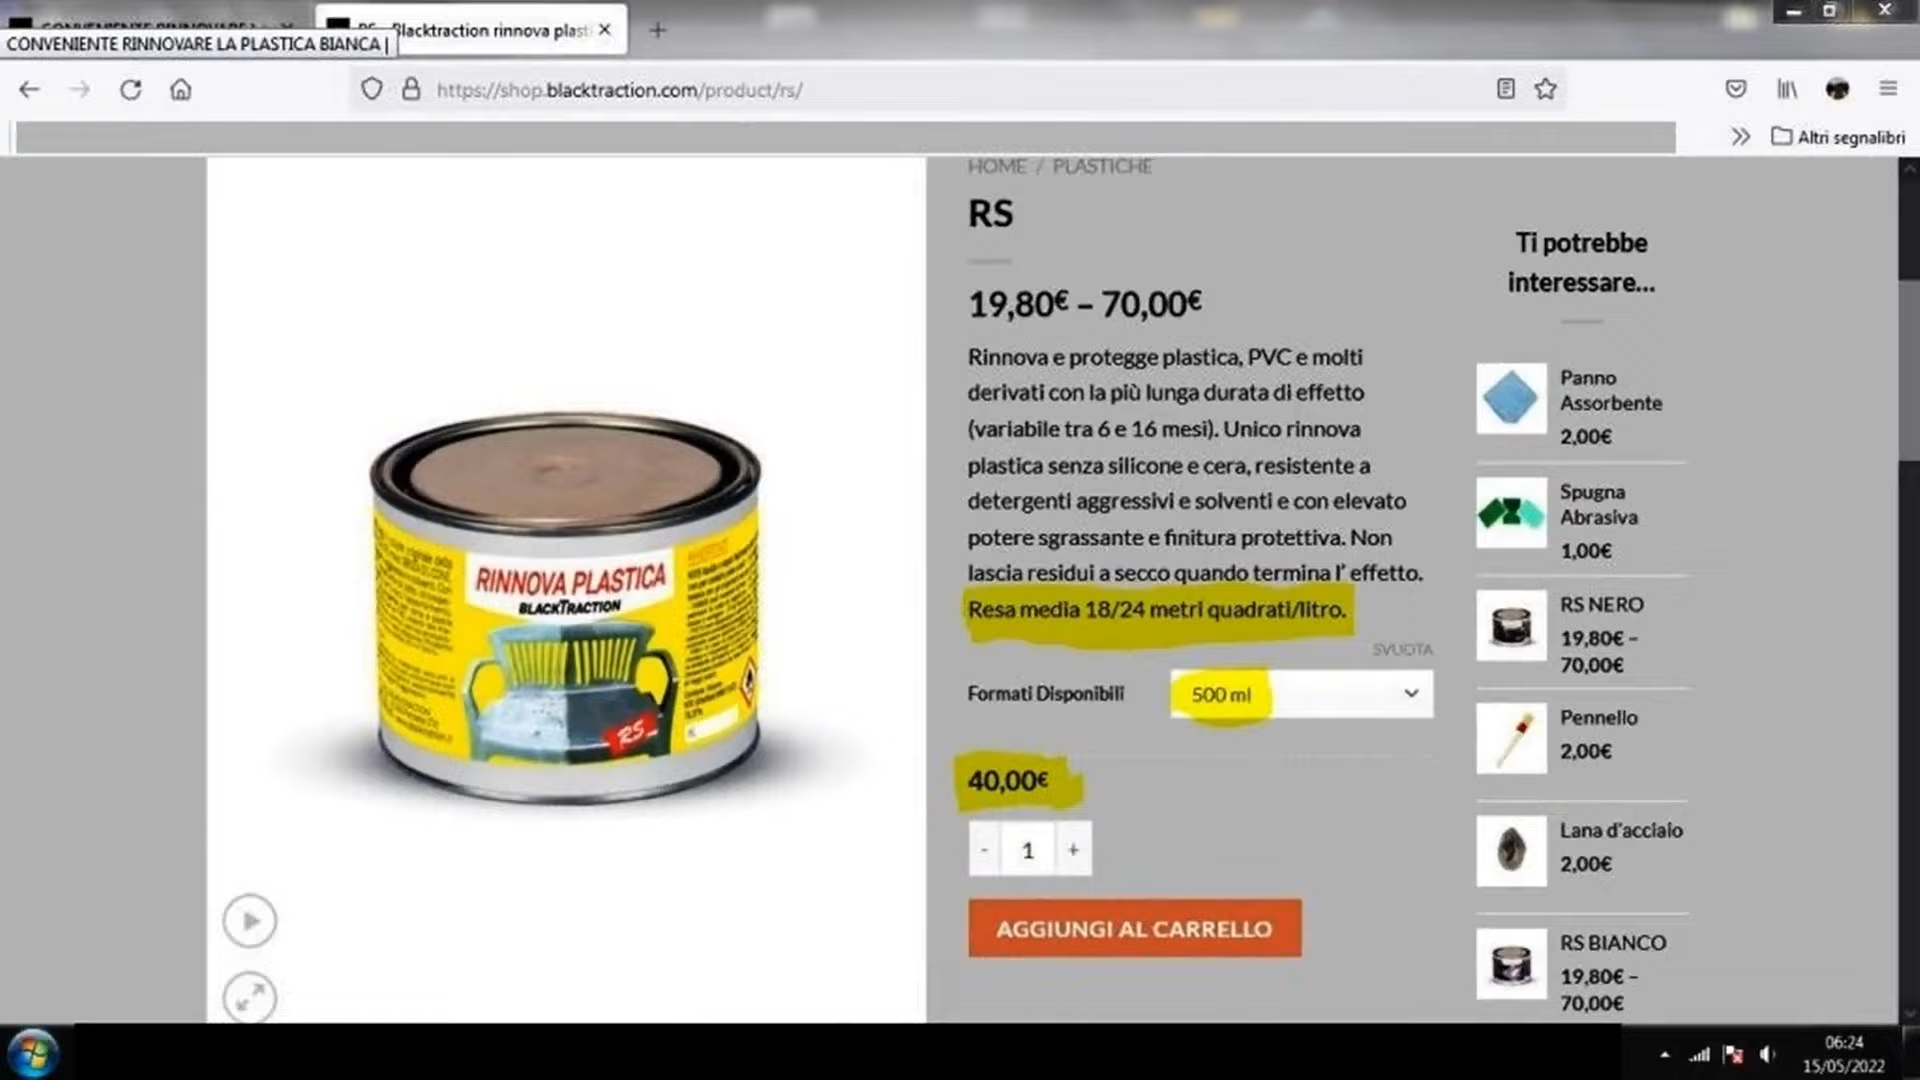 CONVENIENTE RINNOVARE LA PLASTICA BIANCA |
Blacktraction rinnova plast
https://shop.blacktraction.com/product/rs/
Altri segnalibri
HOME / PLASTICHE
RS
19,80€ – 70,00€
Rinnova e protegge plastica, PVC e molti
derivati con la più lunga durata di effetto
(variabile tra 6 e 16 mesi). Unico rinnova
plastica senza silicone e cera, resistente a
detergenti aggressivi e solventi e con elevato
potere sgrassante e finitura protettiva. Non
lascia residui a secco quando termina l' effetto.
Resa media 18/24 metri quadrati/litro.
SVUOTA
Formati Disponibili
500 ml
40,00€
- 1 +
AGGIUNGI AL CARRELLO
RINNOVA PLASTICA
BLACKTRACTION
RS
Ti potrebbe
interessare...
Panno
Assorbente
2,00€
Spugna
Abrasiva
1,00€
RS NERO
19,80€ –
70,00€
Pennello
2,00€
Lana d'acciaio
2,00€
RS BIANCO
19,80€ –
70,00€
06:24
15/05/2022